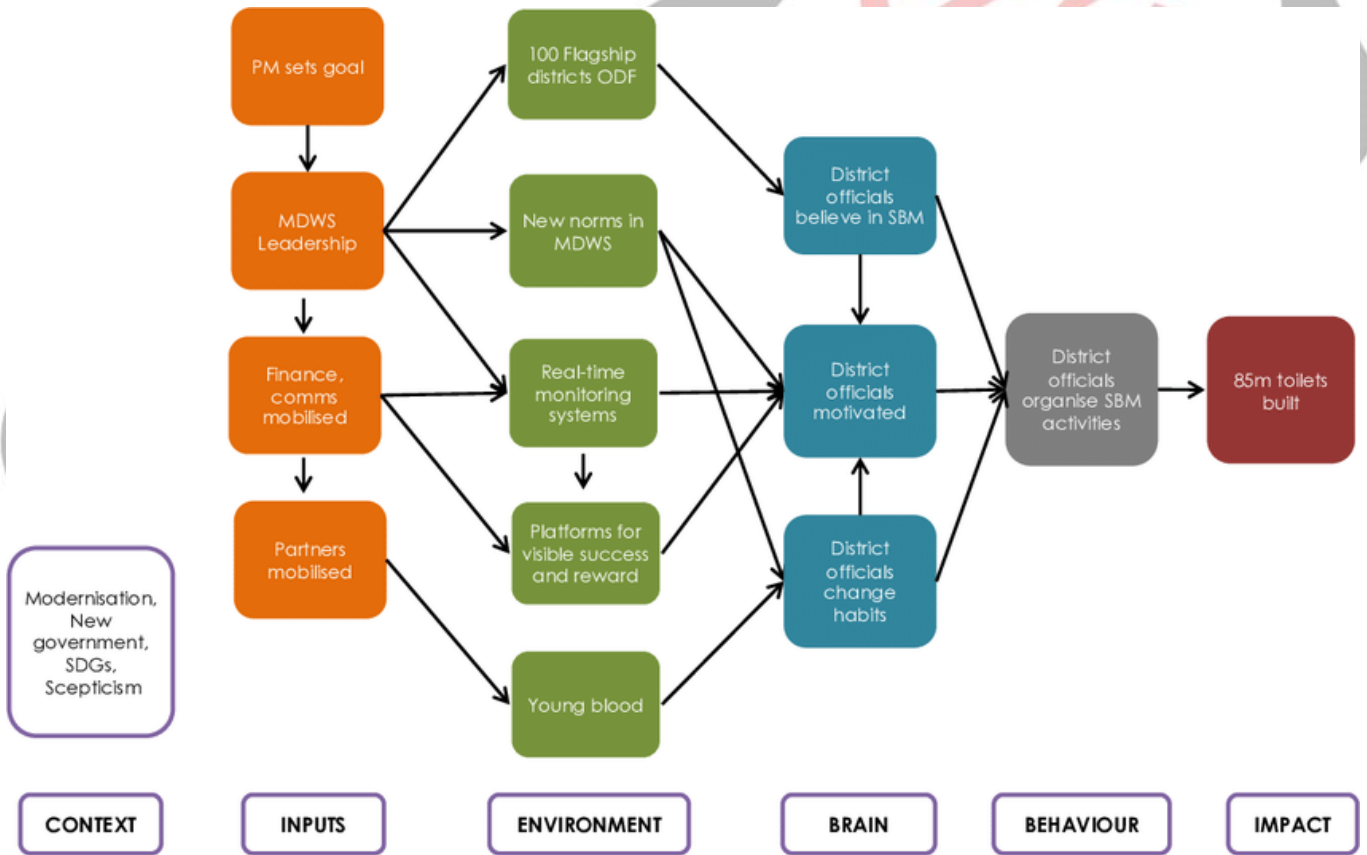 PM sets goal
MDWS
Leadership
Finance,
comms
mobilised
Partners
mobilised
100 Flagship
districts ODF
New norms in
MDWS
Real-time
monitoring
systems
Platforms for
visible success
and reward
Young blood
District
officials
believe in SBM
District
officials
motivated
District
officials
change
habits
District
officials
organise SBM
activities
85m toilets
built
Modernisation,
New
government,
SDGs,
Scepticism
CONTEXT
INPUTS
ENVIRONMENT
BRAIN
BEHAVIOUR
IMPACT